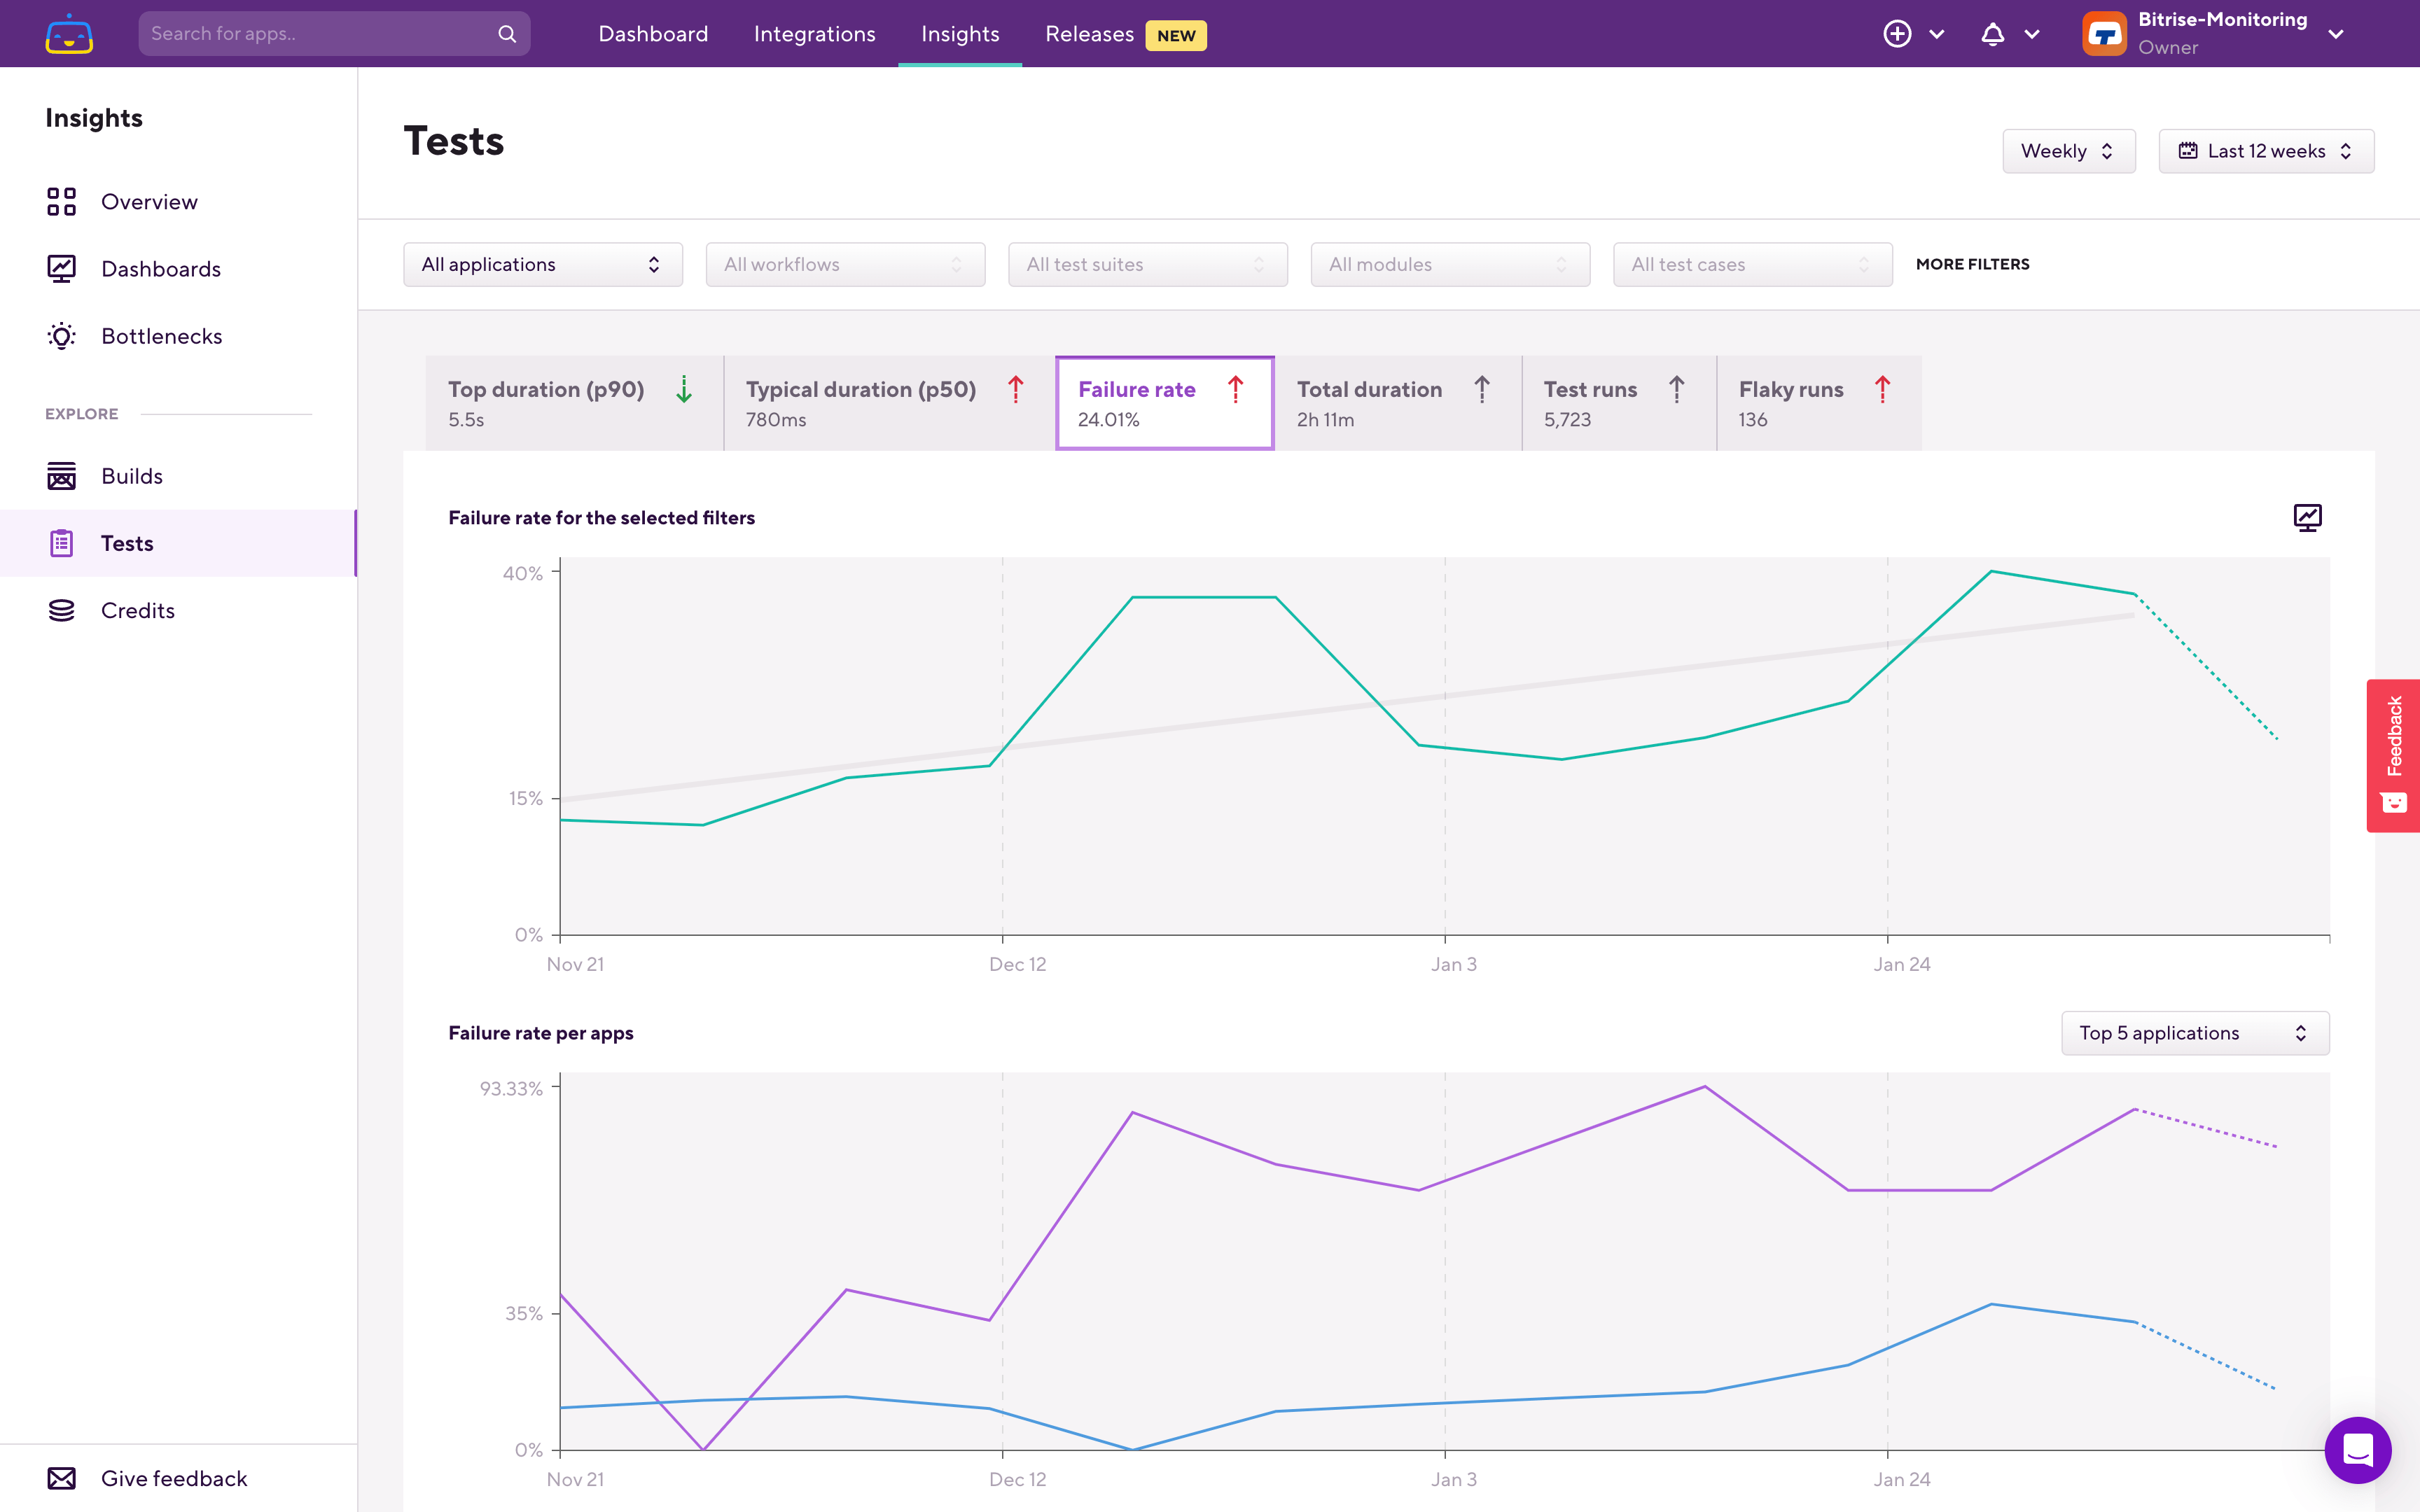 Search for apps..
Dashboard
Integrations
Insights
Releases NEW
Bitrise-Monitoring
Owner
Insights
Overview
Dashboards
Bottlenecks
EXPLORE
Builds
Tests
Credits
Give feedback
Tests
Weekly
Last 12 weeks
All applications
All workflows
All test suites
All modules
All test cases
MORE FILTERS
Top duration (p90)
5.5s
Typical duration (p50)
780ms
Failure rate
24.01%
Total duration
2h 11m
Test runs
5,723
Flaky runs
136
Failure rate for the selected filters
40%
15%
0%
Nov 21
Dec 12
Jan 3
Jan 24
Failure rate per apps
Top 5 applications
93.33%
35%
0%
Nov 21
Dec 12
Jan 3
Jan 24
Feedback